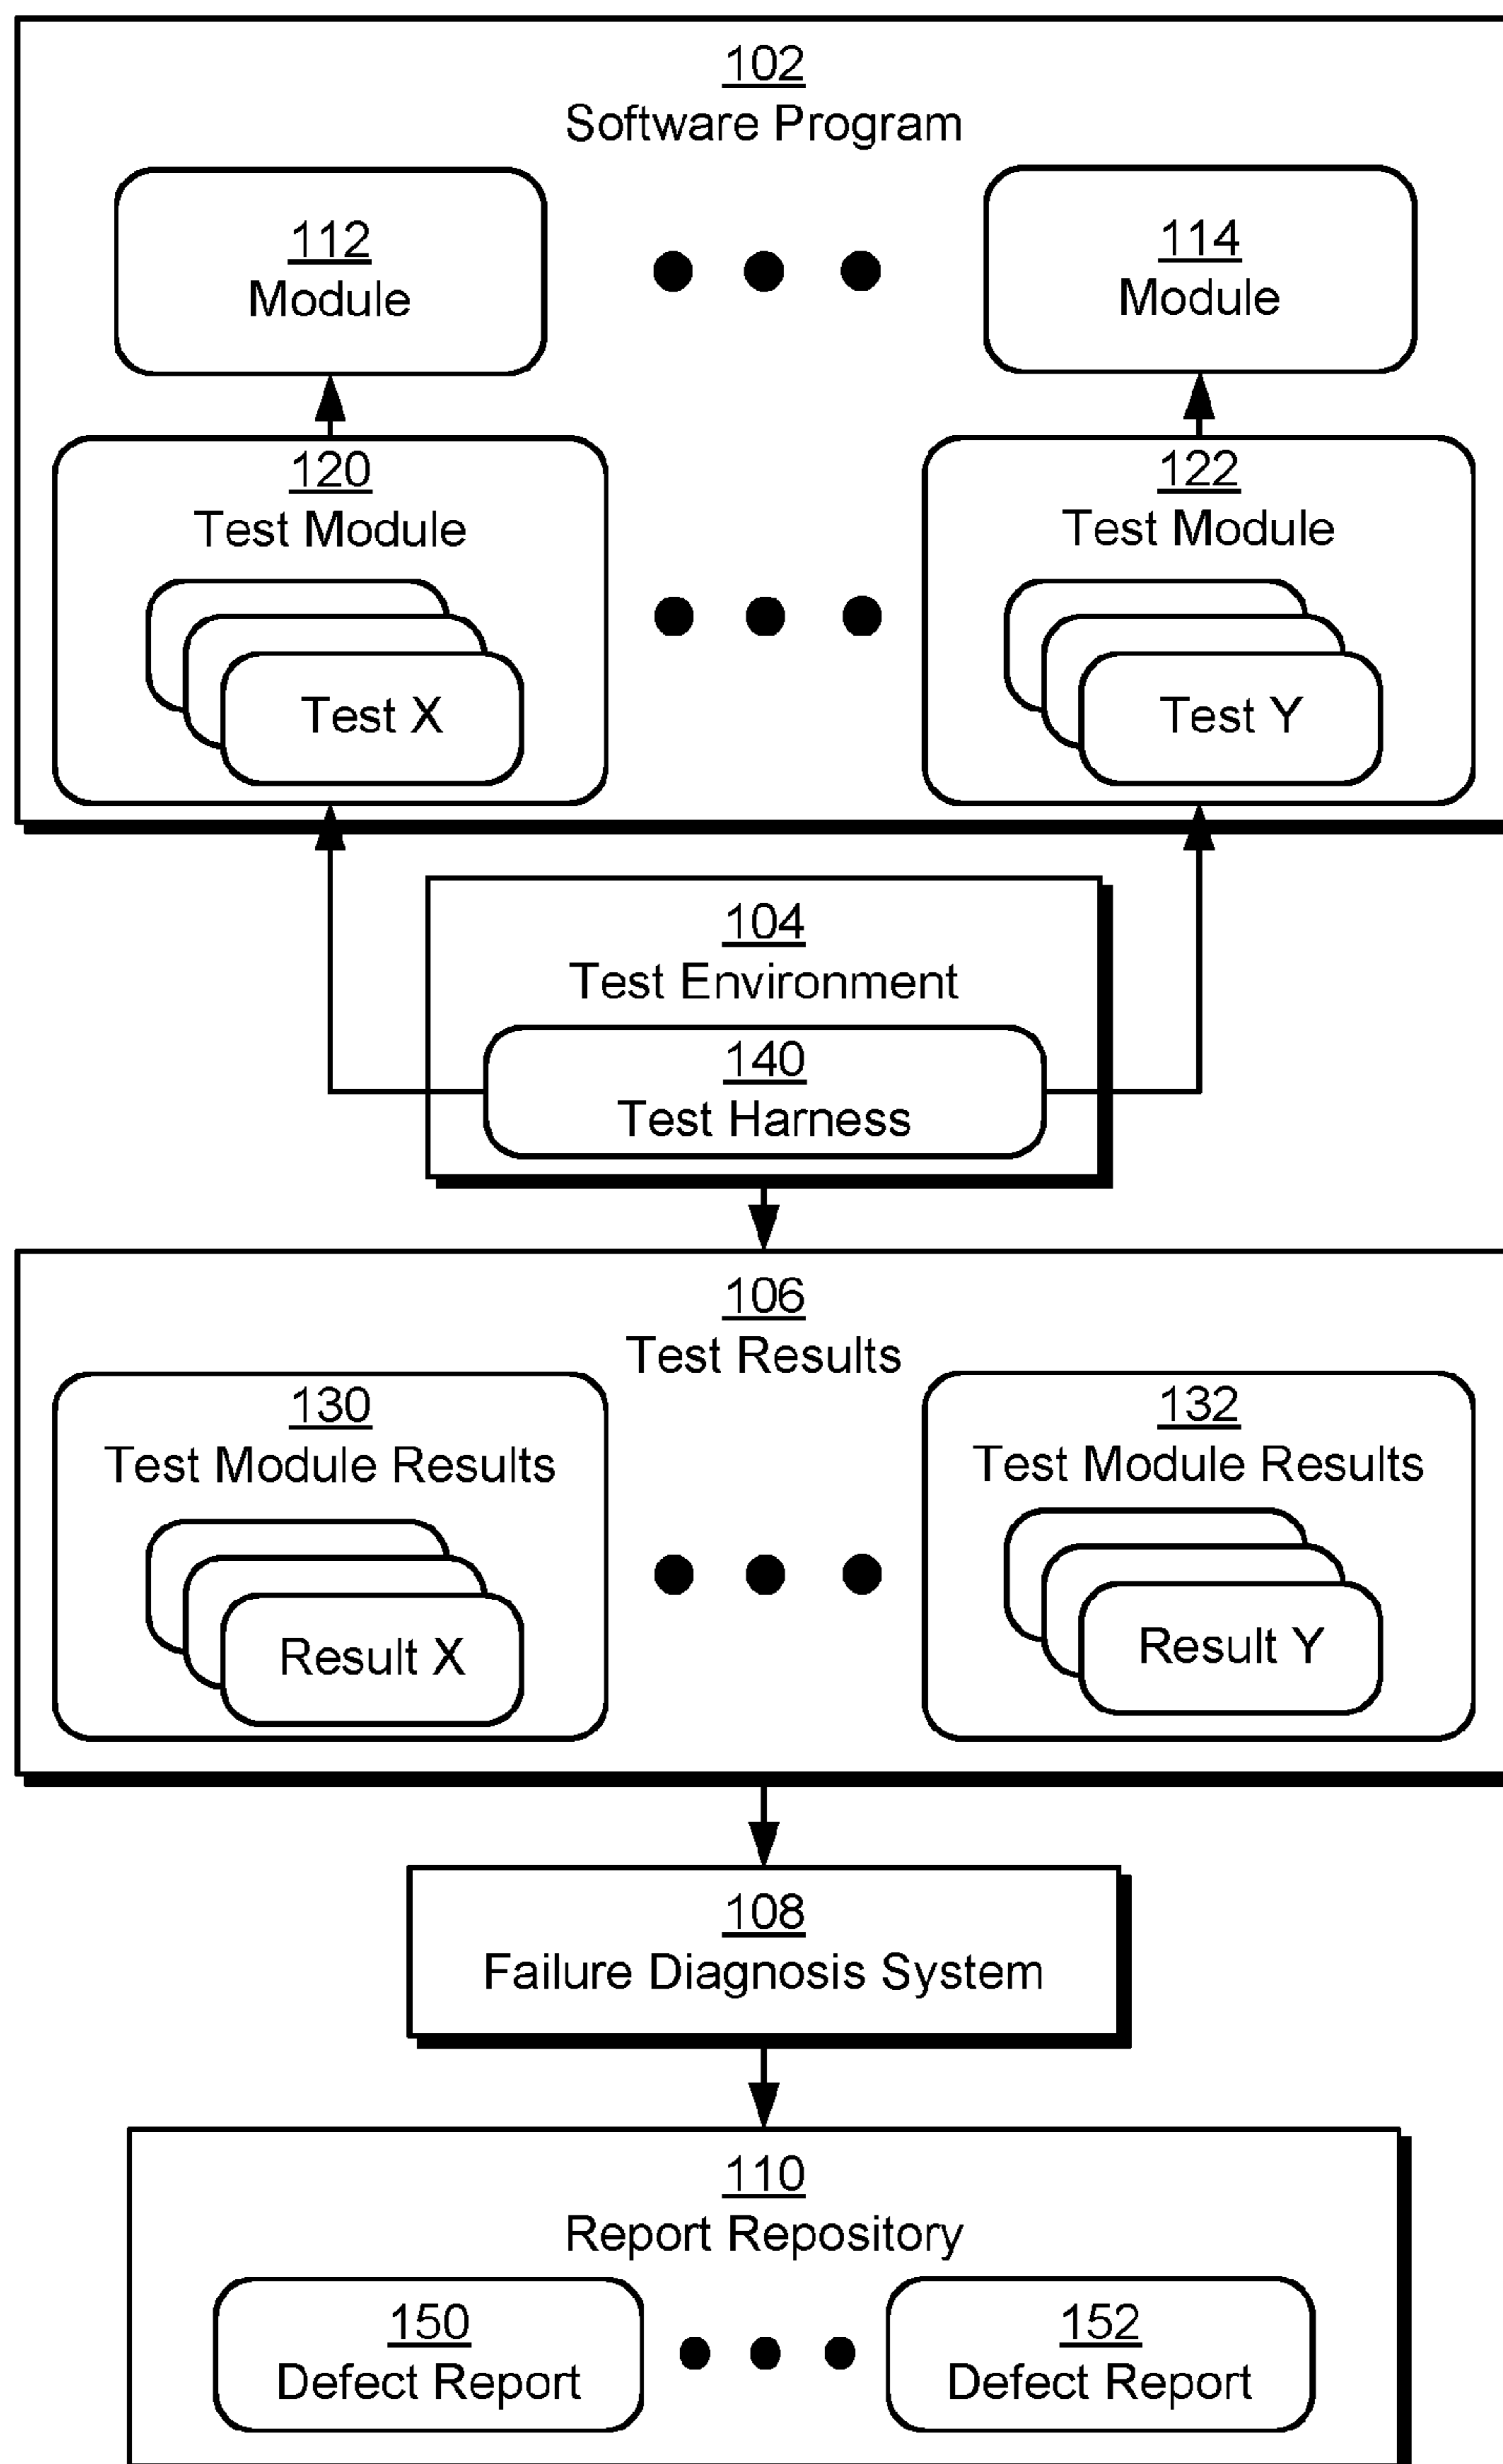 102
Software Program
112
Module
114
Module
120
Test Module
Test X
122
Test Module
Test Y
104
Test Environment
140
Test Harness
106
Test Results
130
Test Module Results
Result X
132
Test Module Results
Result Y
108
Failure Diagnosis System
110
Report Repository
150
Defect Report
152
Defect Report